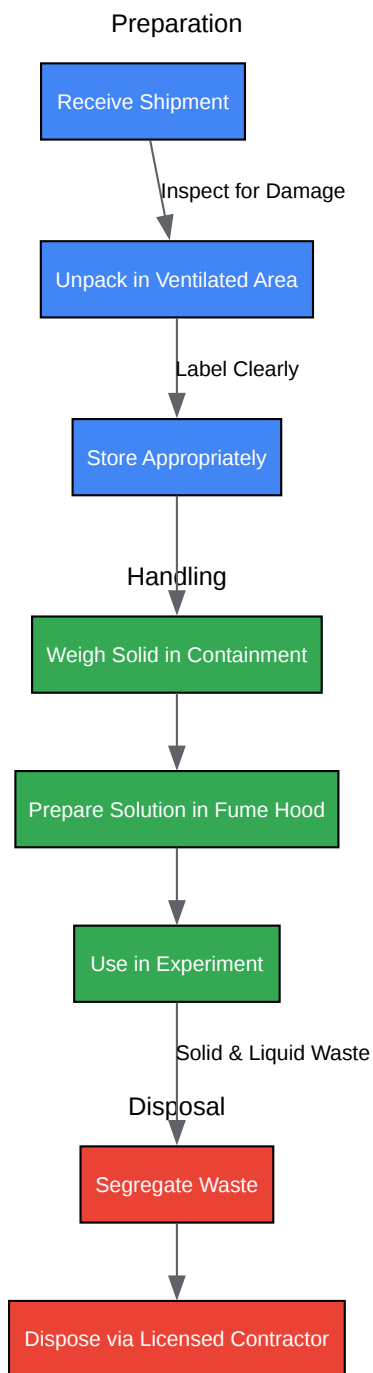 Preparation
Receive Shipment
Inspect for Damage
Unpack in Ventilated Area
Label Clearly
Store Appropriately
Handling
Weigh Solid in Containment
Prepare Solution in Fume Hood
Use in Experiment
Solid & Liquid Waste
Disposal
Segregate Waste
Dispose via Licensed Contractor